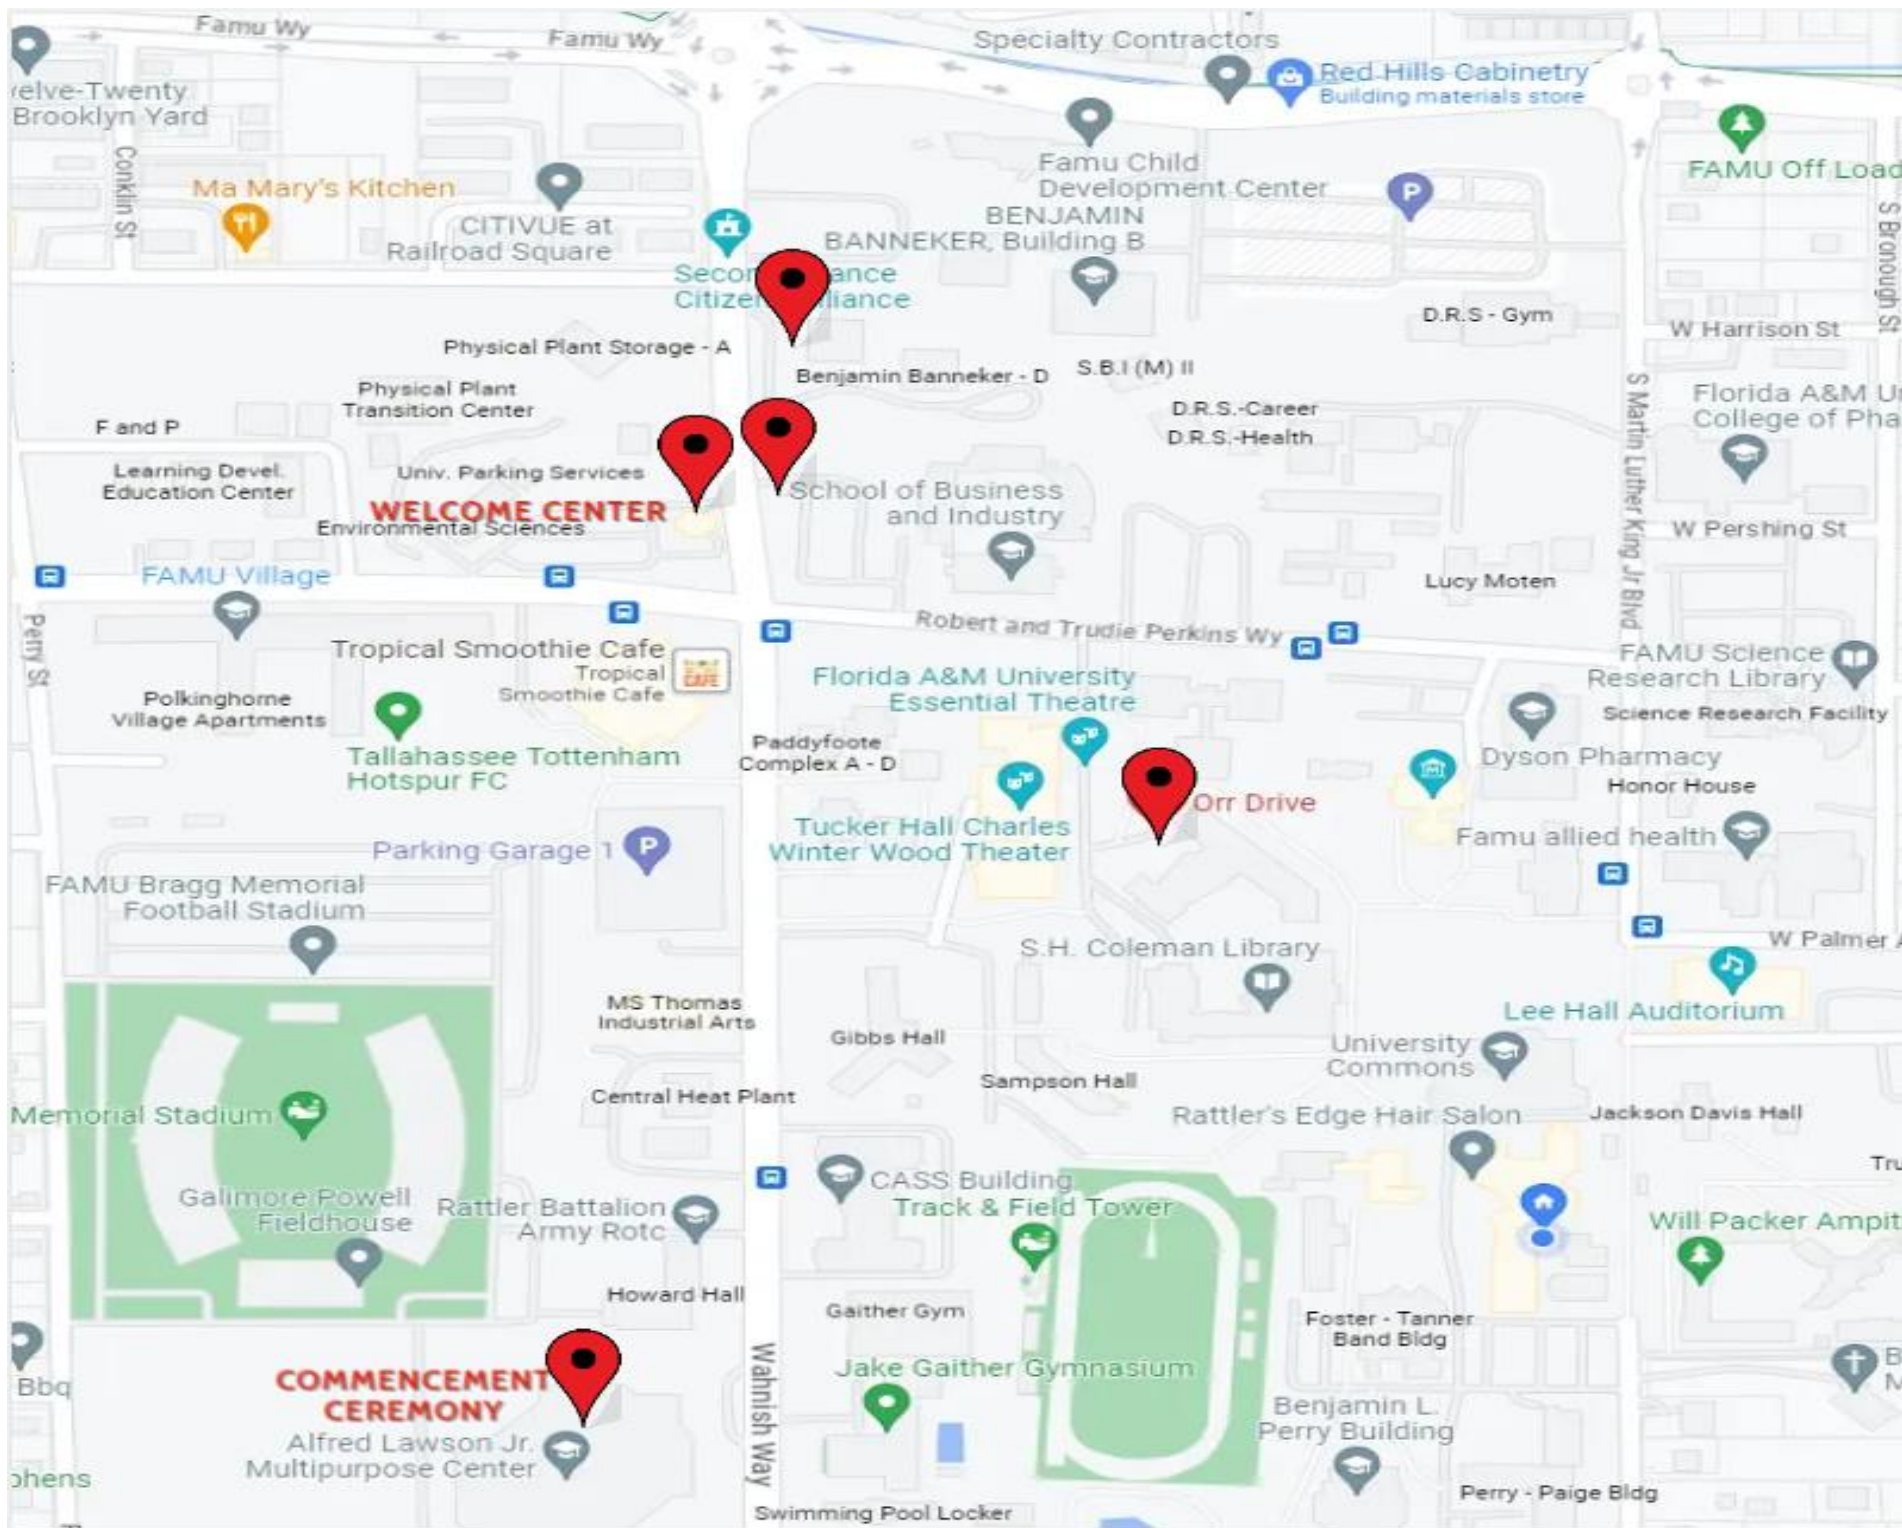 Famu Wy
Famu Wy
Specialty Contractors
Red Hills Cabinetry
Building materials store
Brooklyn Yard
Conklin St
Ma Mary's Kitchen
CITIVUE at
Railroad Square
Famu Child
Development Center
P
FAMU Off Load
S Bronough St
BENJAMIN
BANNEKER, Building B
D.R.S - Gym
W Harrison St
Physical Plant Storage - A
Benjamin Banneker - D
S.B.I (M) II
Physical Plant
Transition Center
D.R.S.-Career
D.R.S.-Health
S Martin Luther King Jr Blvd
Florida A&M
College of
F and P
Learning Devel.
Education Center
Univ. Parking Services
WELCOME CENTER
Environmental Sciences
School of Business
and Industry
W Pershing St
FAMU Village
Lucy Moten
Robert and Trudie Perkins Wy
Perry St
Tropical Smoothie Cafe
Tropical
Smoothie Cafe
CAFE
Florida A&M University
Essential Theatre
FAMU Science
Research Library
Polkinghorne
Village Apartments
Science Research Facility
Tallahassee Tottenham
Hotspur FC
Paddyfoote
Complex A - D
Dyson Pharmacy
Honor House
Orr Drive
Tucker Hall Charles
Winter Wood Theater
Famu allied health
Parking Garage 1
P
FAMU Bragg Memorial
Football Stadium
S.H. Coleman Library
W Palmer
Lee Hall Auditorium
MS Thomas
Industrial Arts
Gibbs Hall
University
Commons
Sampson Hall
Central Heat Plant
Memorial Stadium
Rattler's Edge Hair Salon
Jackson Davis Hall
CASS Building
Track & Field Tower
Galimore Powell
Fieldhouse
Rattler Battalion
Army Rotc
Will Packer
Howard Hall
Gaither Gym
Foster - Tanner
Band Bldg
COMMENCEMENT
CEREMONY
Bbq
Wahnish Way
Jake Gaither Gymnasium
Benjamin L.
Perry Building
Alfred Lawson Jr.
Multipurpose Center
Perry - Paige Bldg
Swimming Pool Locker